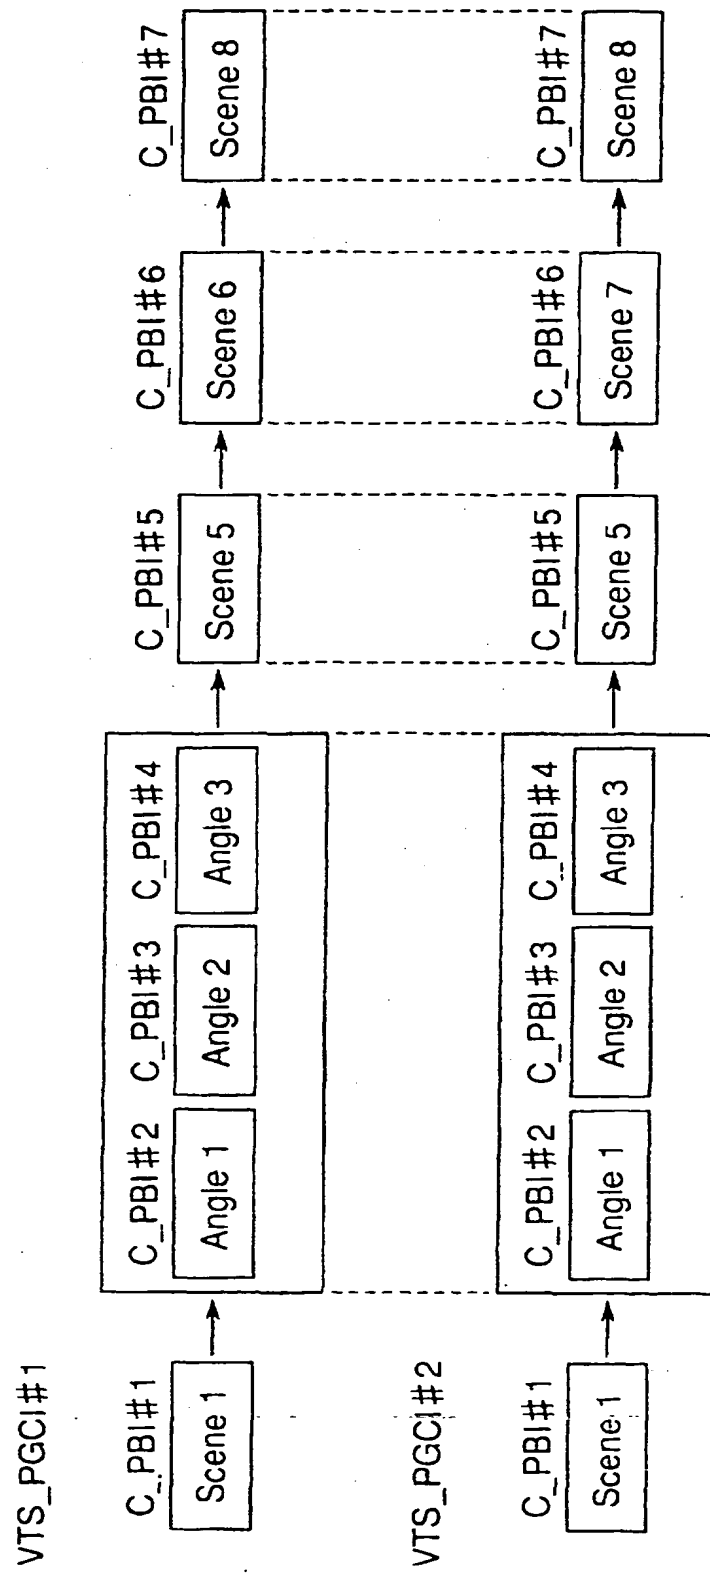 VTS_PGCI#1
C_PBI#1
Scene 1
C_PBI#2
Angle 1
C_PBI#3
Angle 2
C_PBI#4
Angle 3
C_PBI#5
Scene 5
C_PBI#6
Scene 6
C_PBI#7
Scene 8
VTS_PGCI#2
C_PBI#1
Scene 1
C_PBI#2
Angle 1
C_PBI#3
Angle 2
C_PBI#4
Angle 3
C_PBI#5
Scene 5
C_PBI#6
Scene 7
C_PBI#7
Scene 8